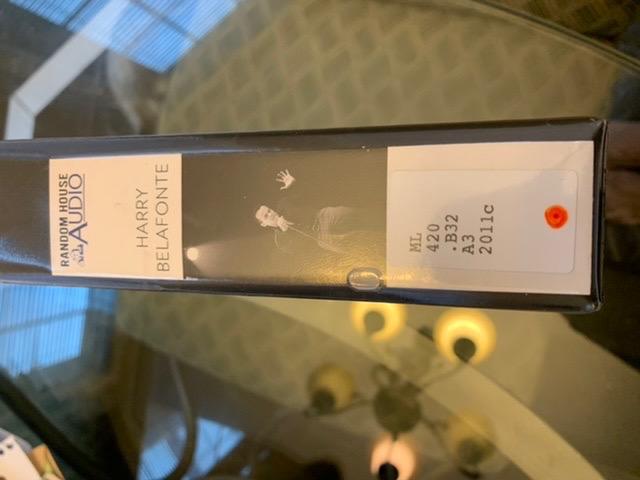 RANDOM HOUSE
AUDIO
HARRY
BELAFONTE
ML
420
.B32
A3
2011c